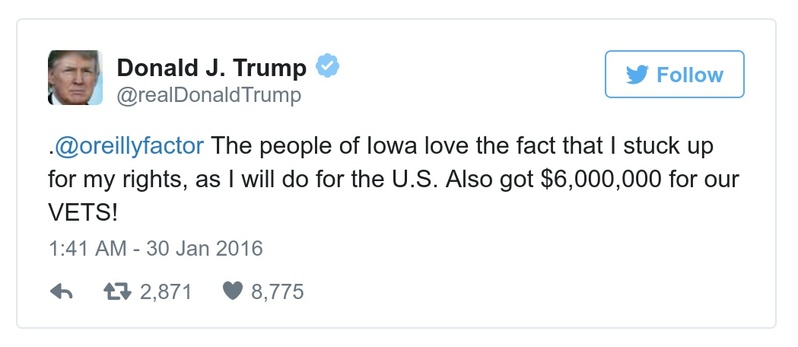 Donald J. Trump
@realDonaldTrump
Follow
.@oreillyfactor The people of Iowa love the fact that I stuck up
for my rights, as I will do for the U.S. Also got $6,000,000 for our
VETS!
1:41 AM - 30 Jan 2016
2,871 8,775